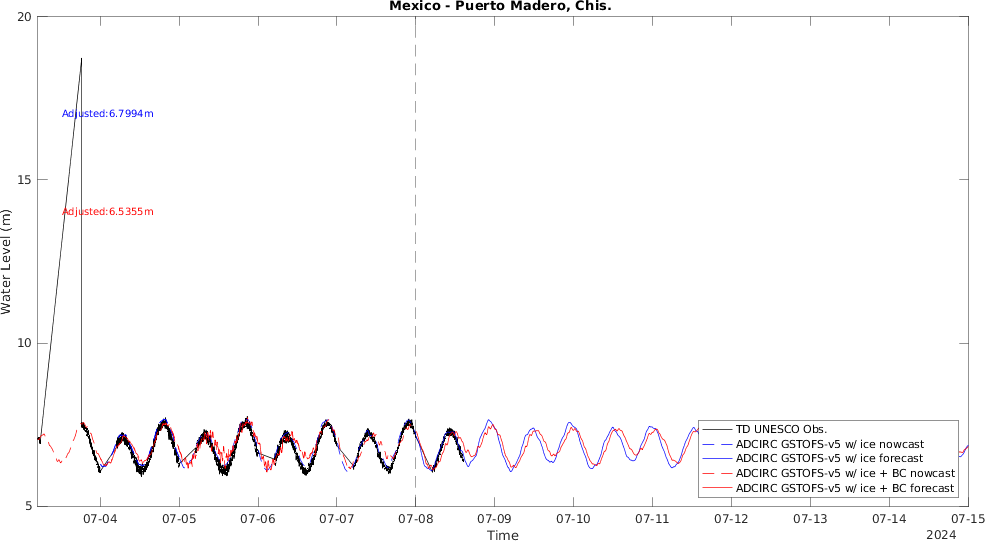 Mexico - Puerto Madero, Chis.
20
15
10
5
Water Level (m)
Adjusted:6.7994m
Adjusted:6.5355m
TD UNESCO Obs.
ADCIRC GSTOFS-v5 w/ ice nowcast
ADCIRC GSTOFS-v5 w/ ice forecast
ADCIRC GSTOFS-v5 w/ ice + BC nowcast
ADCIRC GSTOFS-v5 w/ ice + BC forecast
07-04 07-05 07-06 07-07 07-08 07-09 07-10 07-11 07-12 07-13 07-14 07-15
Time
2024